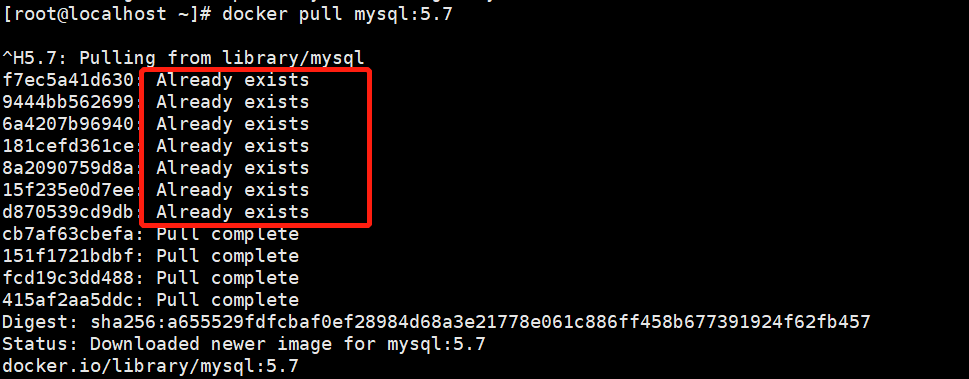 [root@localhost ~]# docker pull mysql:5.7
^H5.7: Pulling from library/mysql
f7ec5a41d630: Already exists
9444bb562699: Already exists
6a4207b96940: Already exists
181cefd361ce: Already exists
8a2090759d8a: Already exists
15f235e0d7ee: Already exists
d870539cd9db: Already exists
cb7af63cbefa: Pull complete
151f1721bdbf: Pull complete
fcd19c3dd488: Pull complete
415af2aa5ddc: Pull complete
Digest: sha256:a655529fdfcbaf0ef28984d68a3e21778e061c886ff458b677391924f62fb457
Status: Downloaded newer image for mysql:5.7
docker.io/library/mysql:5.7